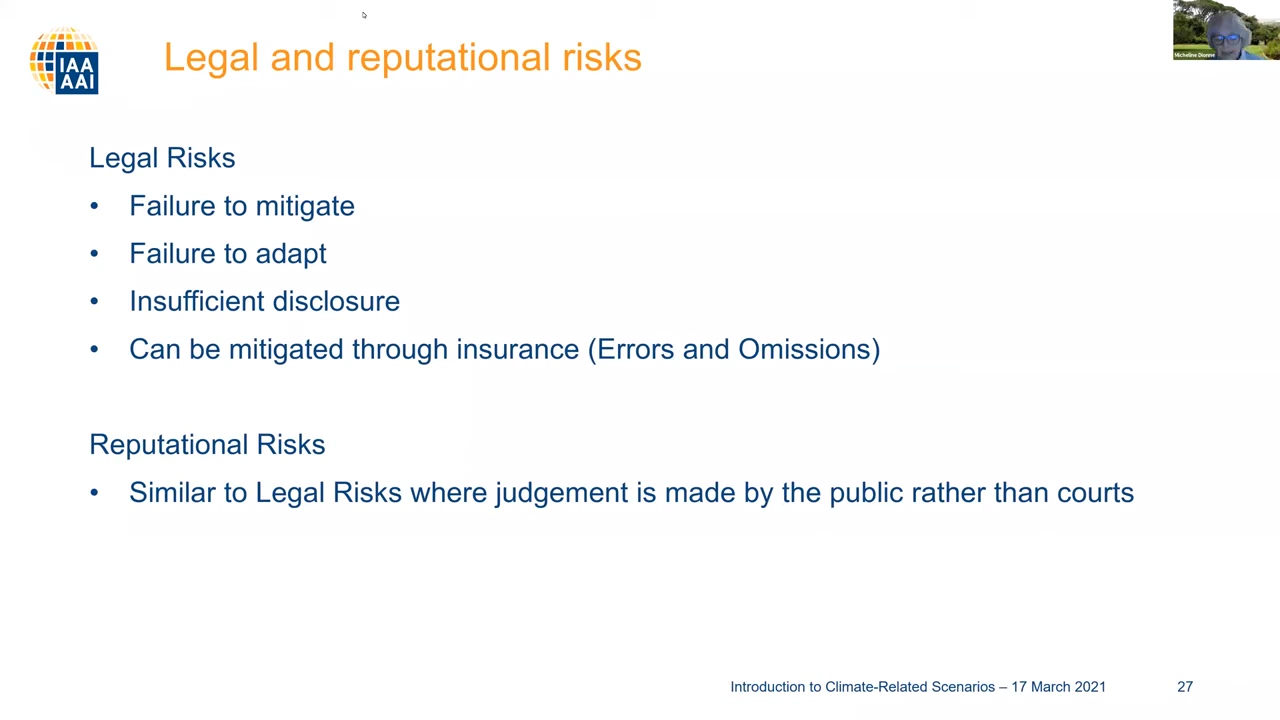 IAA
AAI
Legal and reputational risks
Micheline Dionne
Legal Risks
• Failure to mitigate
• Failure to adapt
• Insufficient disclosure
• Can be mitigated through insurance (Errors and Omissions)
Reputational Risks
• Similar to Legal Risks where judgement is made by the public rather than courts
Introduction to Climate-Related Scenarios – 17 March 2021
27